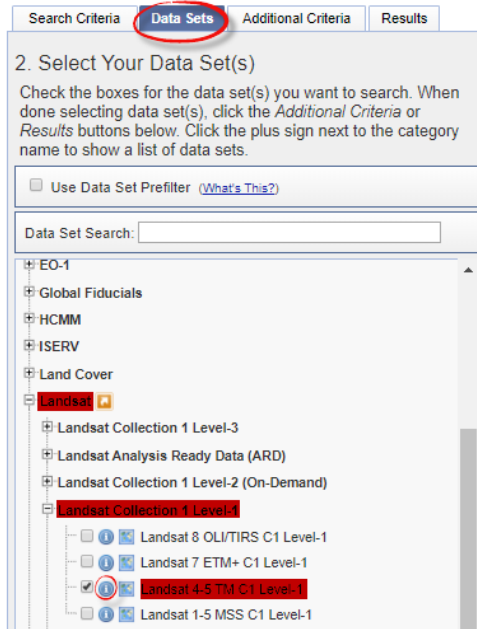 Search Criteria Data Sets Additional Criteria Results
2. Select Your Data Set(s)
Check the boxes for the data set(s) you want to search. When
done selecting data set(s), click the Additional Criteria or
Results buttons below. Click the plus sign next to the category
name to show a list of data sets.
Use Data Set Prefilter (What's This?)
Data Set Search:
EO-1
Global Fiducials
HCMM
ISERV
Land Cover
Landsat
Landsat Collection 1 Level-3
Landsat Analysis Ready Data (ARD)
Landsat Collection 1 Level-2 (On-Demand)
Landsat Collection 1 Level-1
Landsat 8 OLI/TIRS C1 Level-1
Landsat 7 ETM+ C1 Level-1
Landsat 4-5 TM C1 Level-1
Landsat 1-5 MSS C1 Level-1